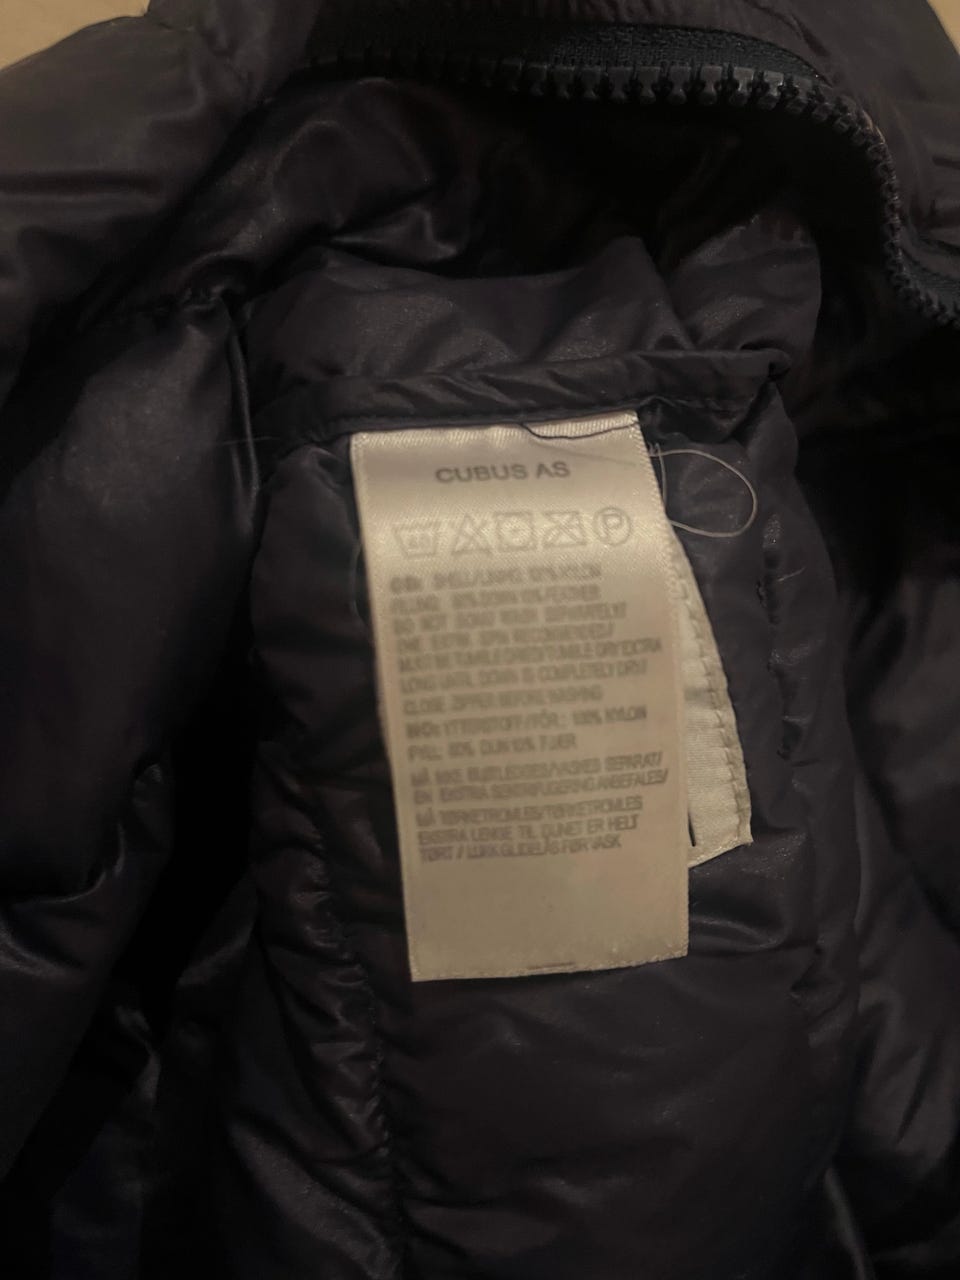 CUBUS AS
P
SHELL/LINING: 100% NYLON
FILLING: 10% FEATHER
DO NOT SOAK/ WASH SEPARATELY/
ONE EXTRA SPIN RECOMMENDED/
MUST BE TUMBLE DRIED/TUMBLE DRY EXTRA
LONG UNTIL DOWN IS COMPLETELY DRY/
CLOSE ZIPPER BEFORE WASHING
NO: YTTERSTOFF/FÔR: 100% NYLON
FYLL: DUN 10% FJÆR
MÅ IKKE BLØTLEGGES/VASKES SEPARAT/
EN EKSTRA SENTRIFUGERING ANBEFALES/
MÅ TØRKETROMLES/TØRKETROMLES
EKSTRA LENGE TIL DUNET ER HELT
TØRT / LUKK GLIDELÅS FØR VASK